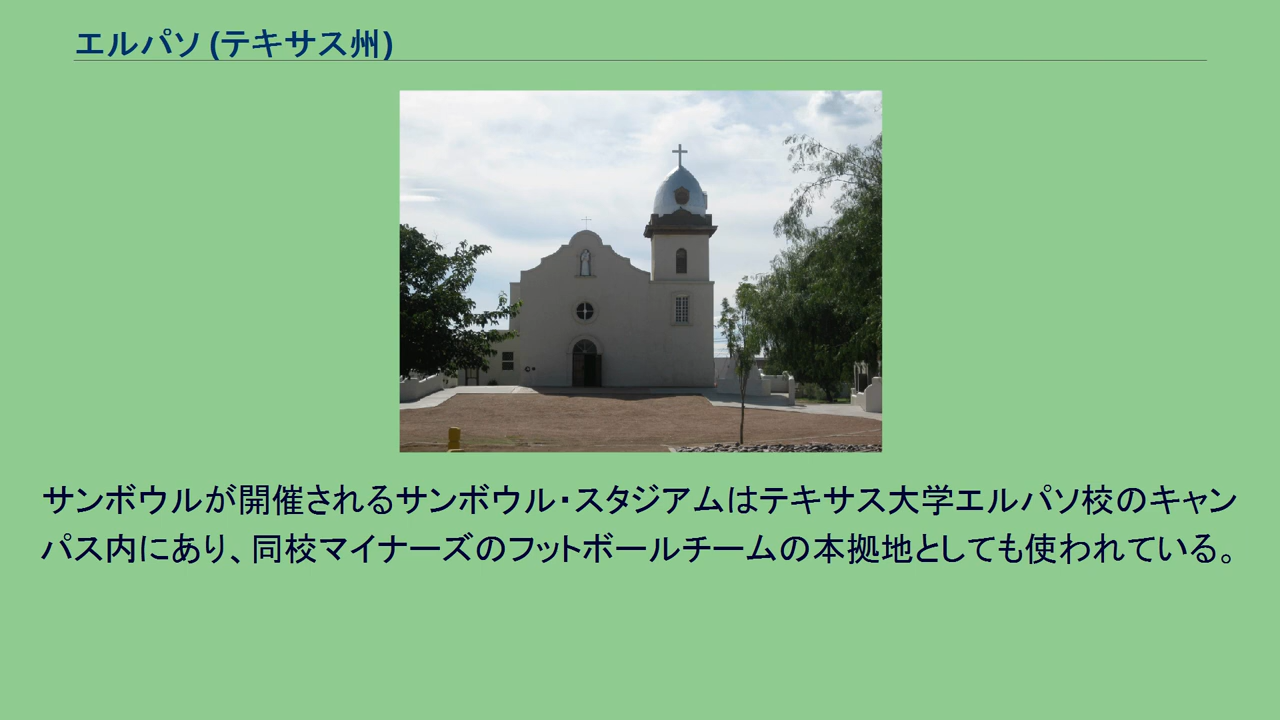 エルパソ (テキサス州)
サンボウルが開催されるサンボウル・スタジアムはテキサス大学エルパソ校のキャン
パス内にあり、同校マイナーズのフットボールチームの本拠地としても使われている。